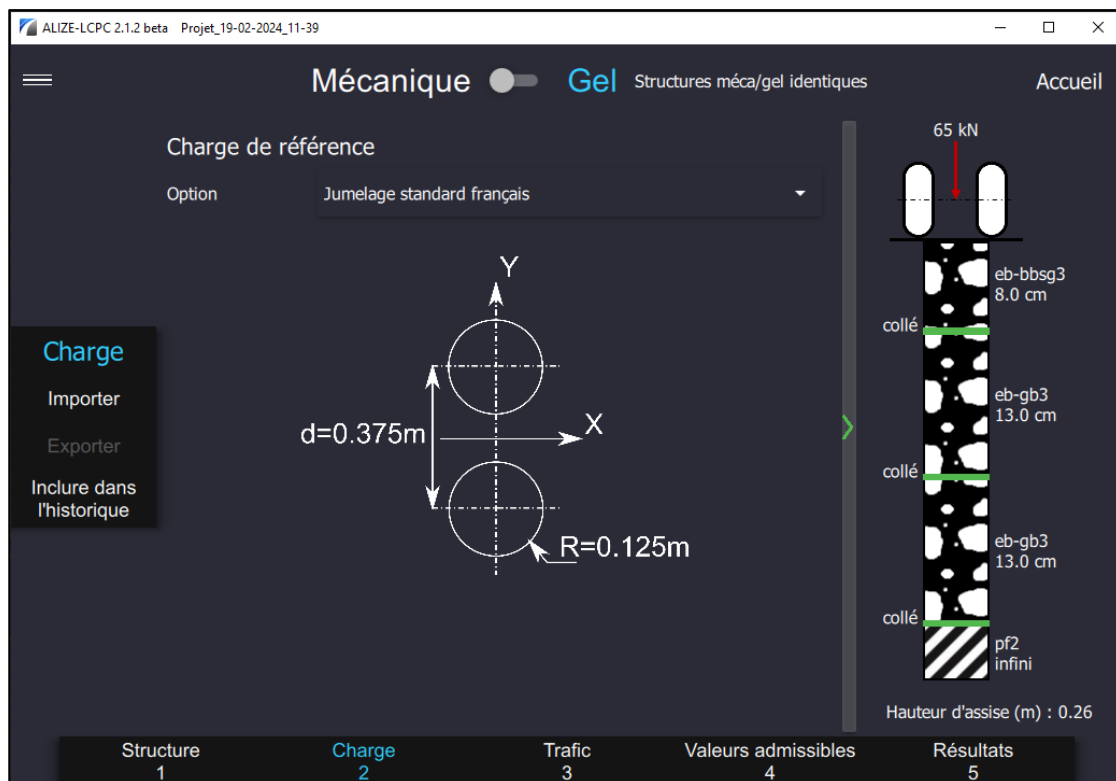 ALIZE-LCPC 2.1.2 beta Projet_19-02-2024_11-39
Mécanique Gel Structures méca/gel identiques Accueil
Charge de référence
Option Jumelage standard français
Y
X
d=0.375m
R=0.125m
Charge
Importer
Exporter
Inclure dans
l'historique
65 kN
eb-bbsg3
8.0 cm
collé
eb-gb3
13.0 cm
collé
eb-gb3
13.0 cm
collé
pf2
infini
Hauteur d'assise (m) : 0.26
Structure Charge Trafic Valeurs admissibles Résultats
1 2 3 4 5